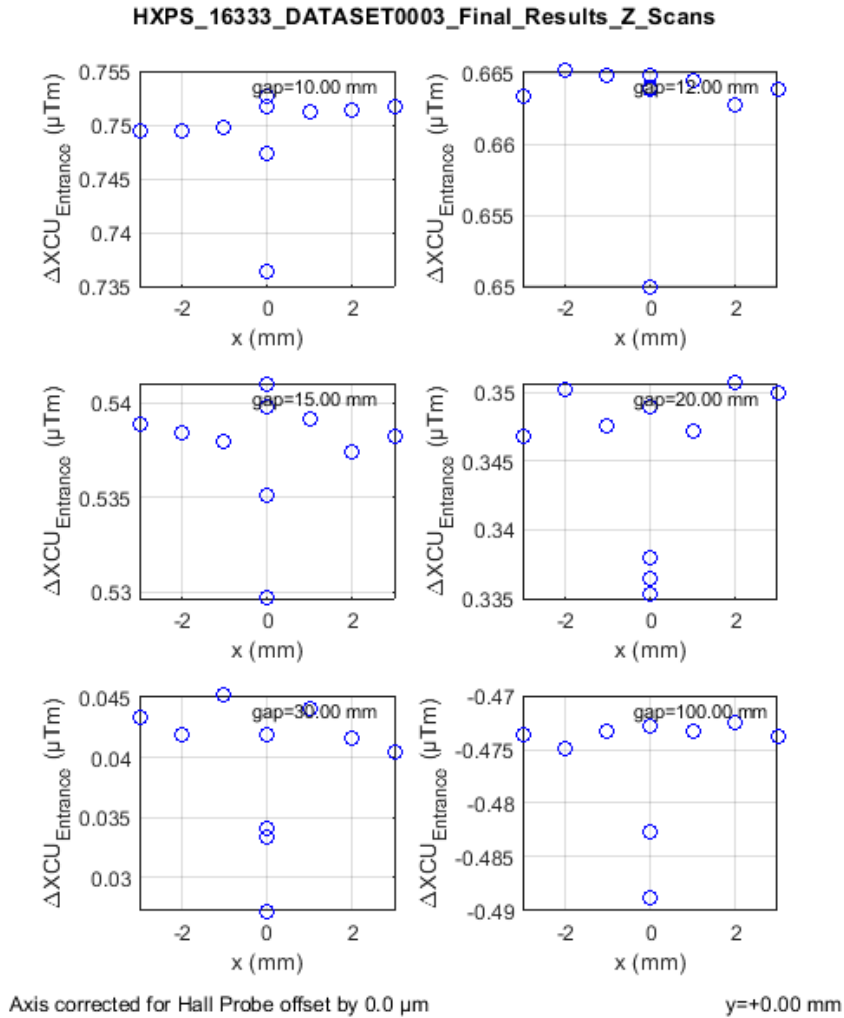 HXPS_16333_DATASET0003_Final_Results_Z_Scans
0.755
0.75
0.745
0.74
0.735
gap=10.00 mm
ΔXCU_Entrance (µTm)
-2 0 2
x (mm)
0.665
0.66
0.655
0.65
gap=12.00 mm
ΔXCU_Entrance (µTm)
-2 0 2
x (mm)
0.54
0.535
0.53
gap=15.00 mm
ΔXCU_Entrance (µTm)
-2 0 2
x (mm)
0.35
0.345
0.34
0.335
gap=20.00 mm
ΔXCU_Entrance (µTm)
-2 0 2
x (mm)
0.045
0.04
0.035
0.03
gap=30.00 mm
ΔXCU_Entrance (µTm)
-2 0 2
x (mm)
-0.47
-0.475
-0.48
-0.485
-0.49
gap=100.00 mm
ΔXCU_Entrance (µTm)
-2 0 2
x (mm)
Axis corrected for Hall Probe offset by 0.0 µm
y=+0.00 mm